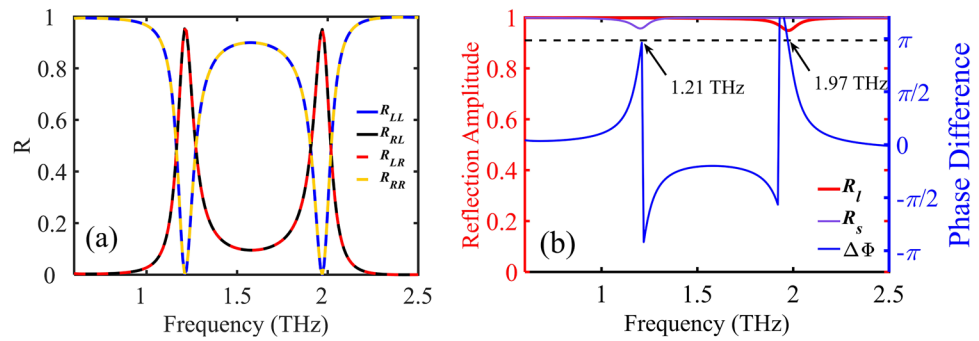 1
0.8
0.6
0.4
0.2
0
R
R_LL
R_RL
R_LR
R_RR
(a)
1
1.5
2
2.5
Frequency (THz)
1
0.8
0.6
0.4
0.2
0
Reflection Amplitude
1.21 THz
1.97 THz
R_l
R_s
ΔΦ
(b)
1
1.5
2
2.5
Frequency (THz)
π
π/2
0
-π/2
-π
Phase Difference